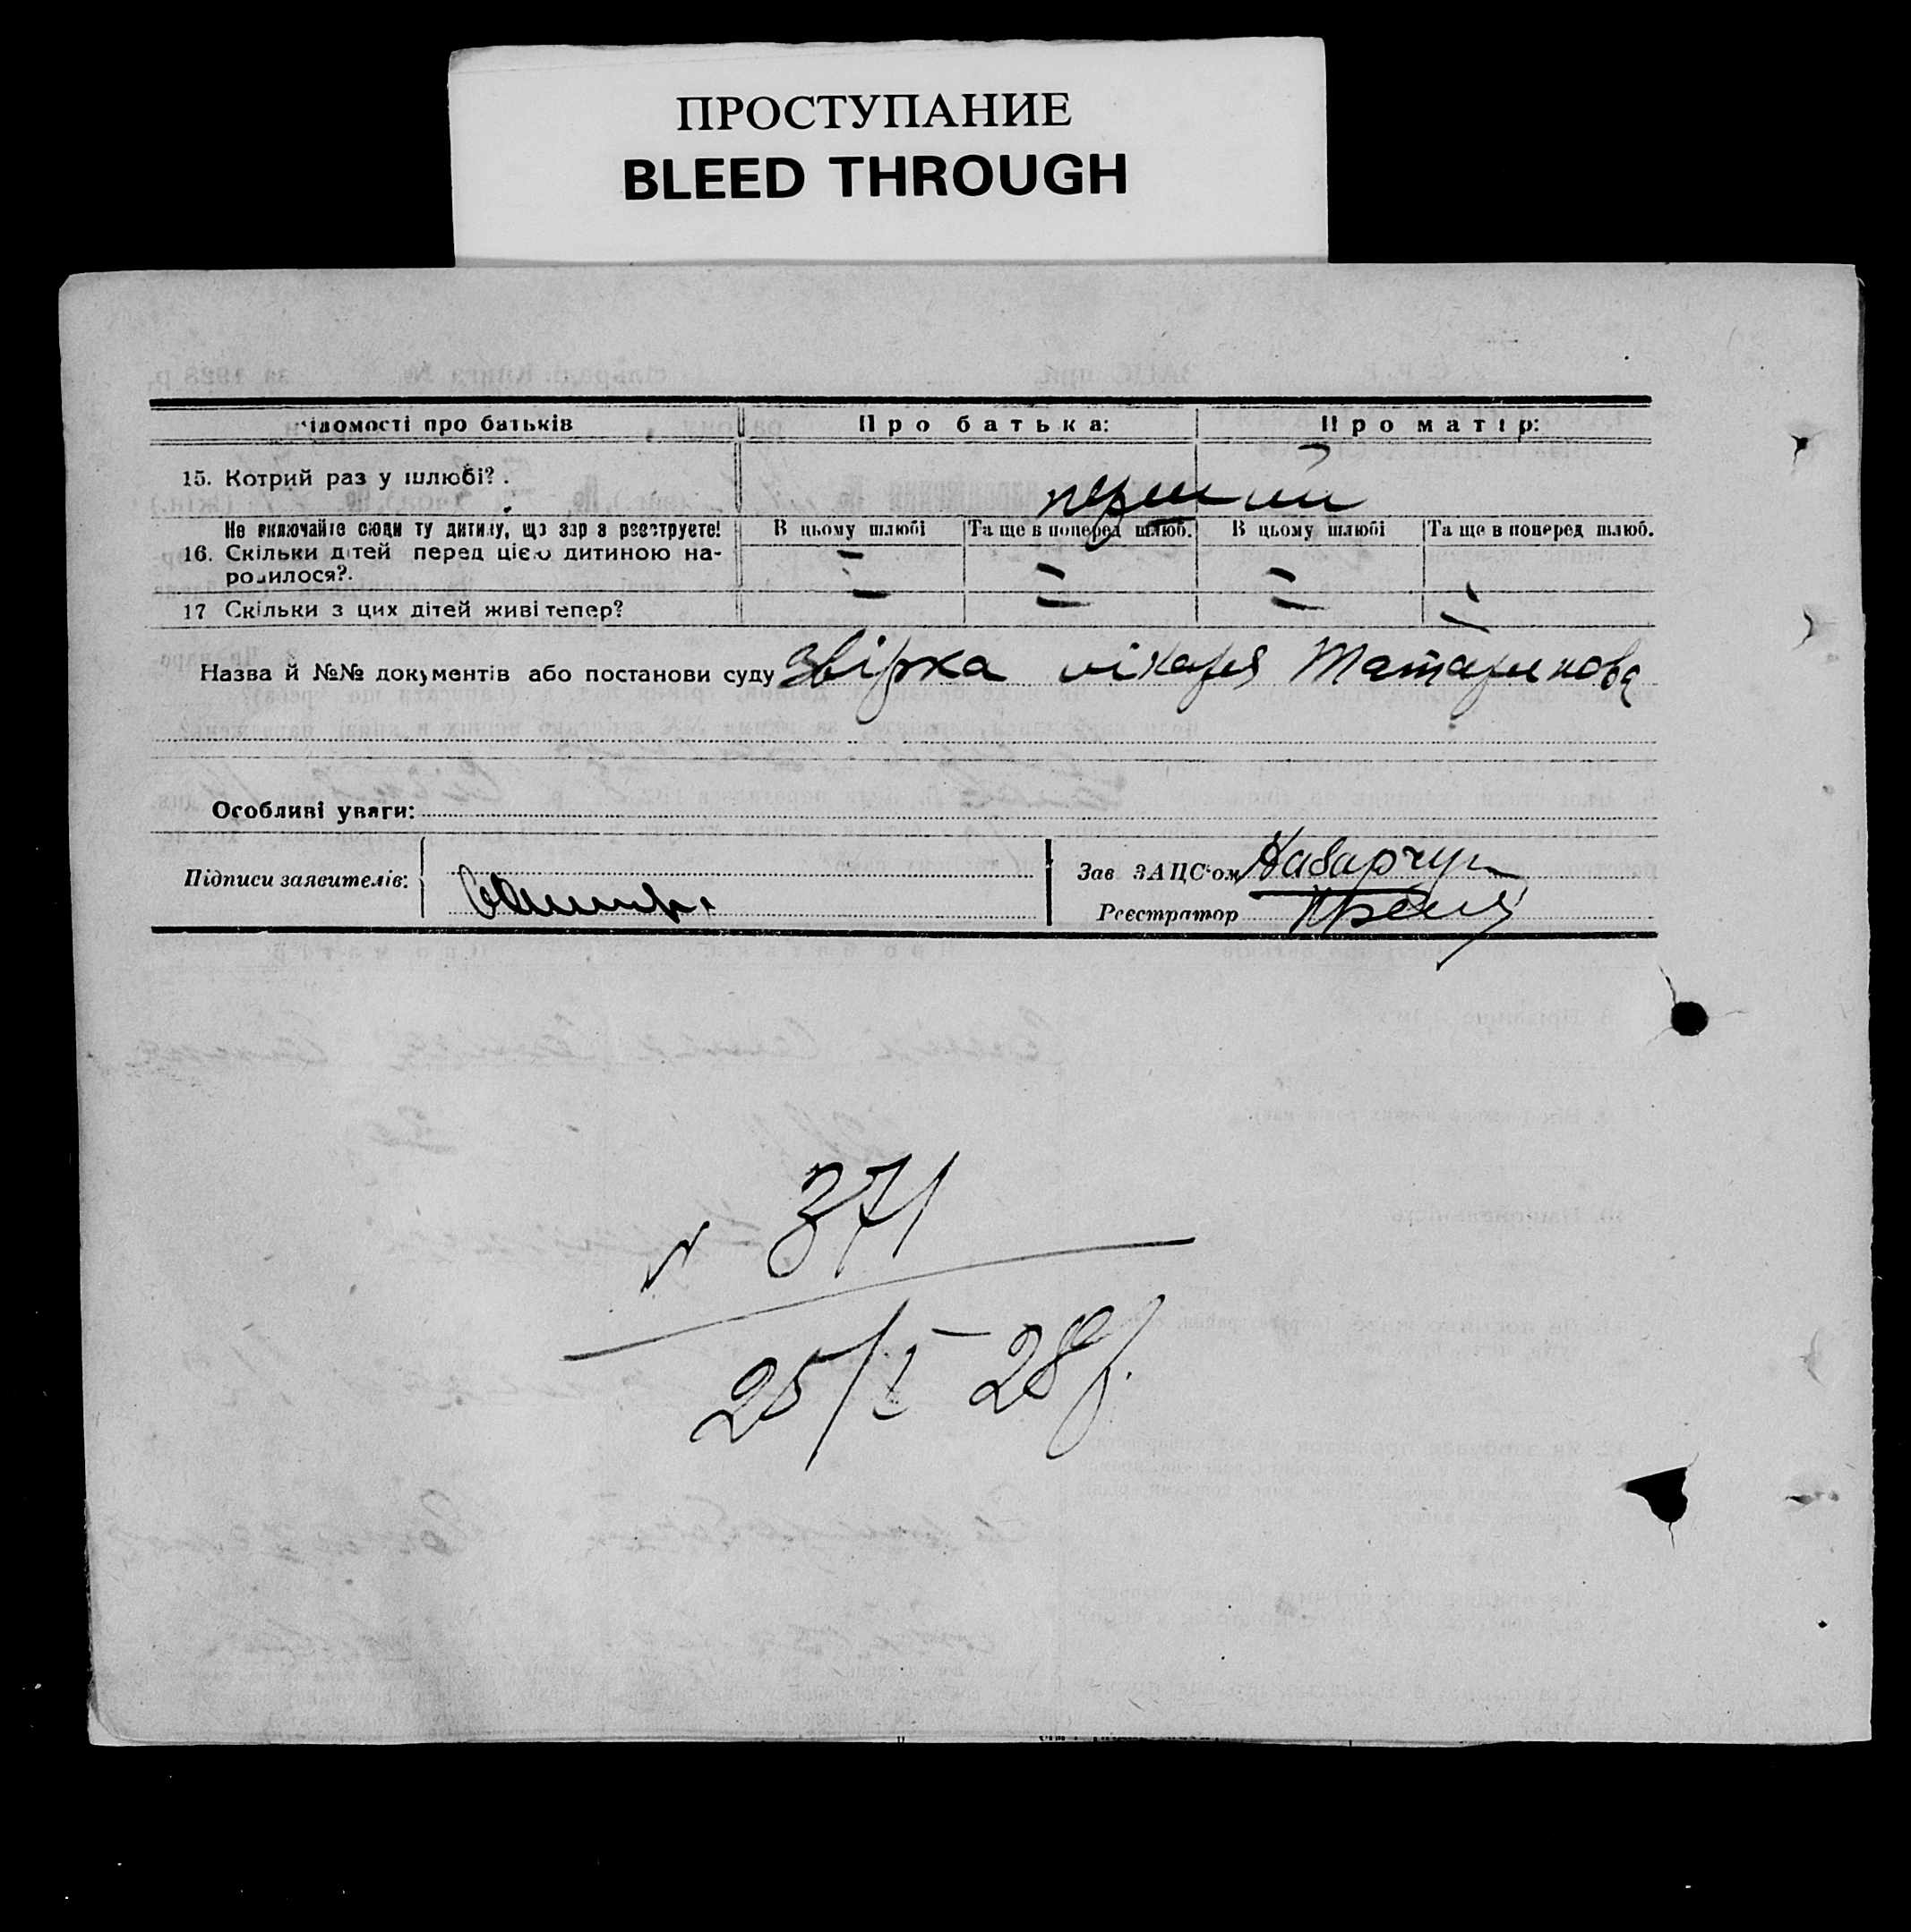 ПРОСТУПАНИЕ
BLEED THROUGH
відомості про батьків Про батька: Про матір:
15. Котрий раз у шлюбі? . перший
Не включайте сюди ту дитину, що зараз реєструєте! В цьому шлюбі Та ще в поперед шлюб. В цьому шлюбі Та ще в поперед шлюб.
16. Скільки дітей перед цією дитиною на-
родилося?. — — — —
17 Скільки з цих дітей живі тепер? — — — —
Назва й №№ документів або постанови суду Звірка лікаря Татаринова
Особливі уваги:
Підписи заявителів: Зав ЗАЦС'ом
Реєстратор
№ 371
25/I 28 р.